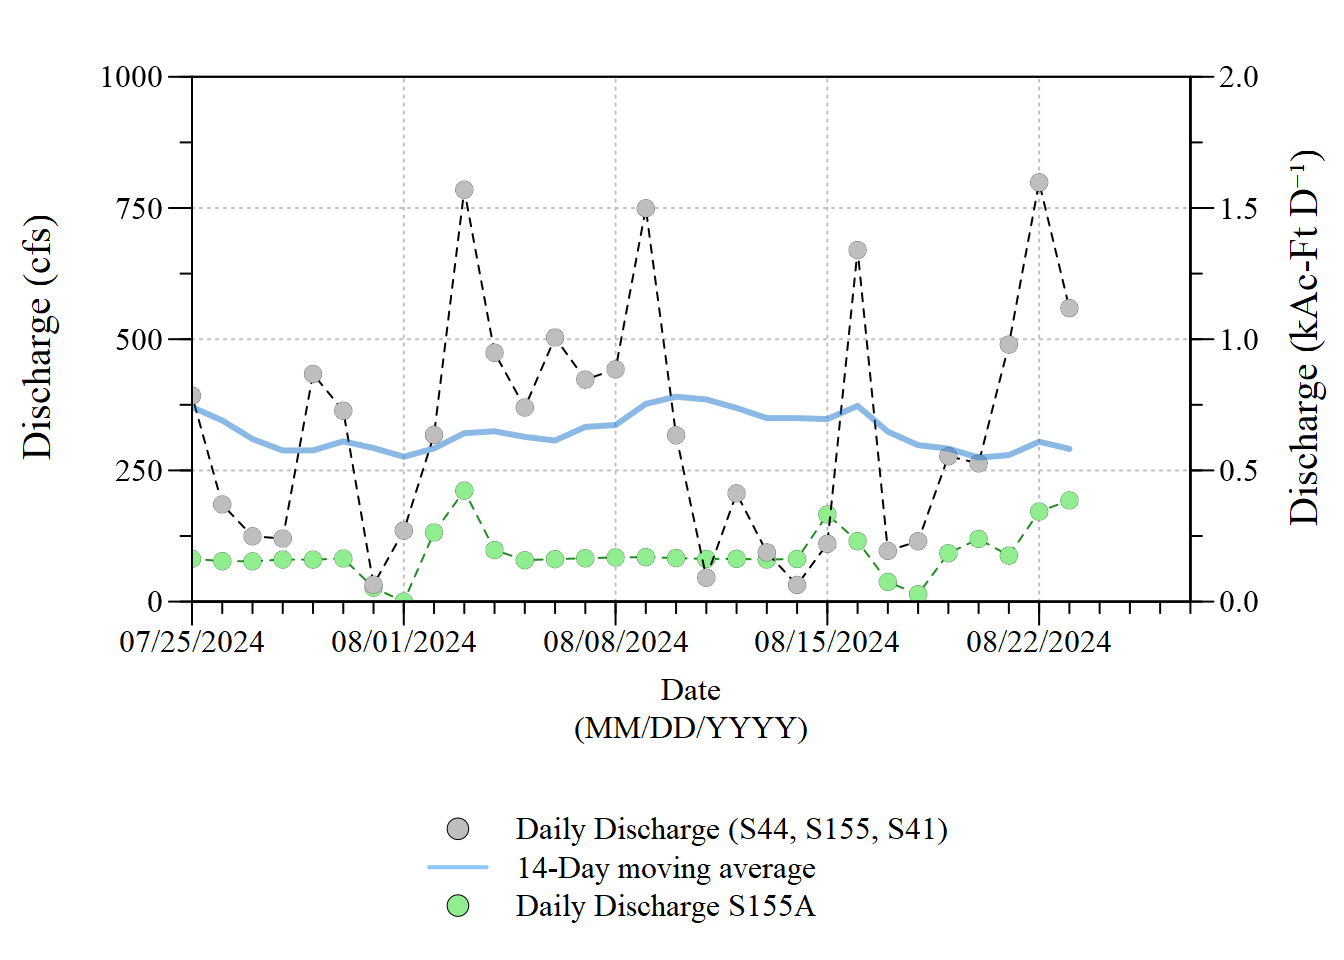 1000
750
500
250
0
Discharge (cfs)
2.0
1.5
1.0
0.5
0.0
Discharge (kAc-Ft D⁻¹)
07/25/2024 08/01/2024 08/08/2024 08/15/2024 08/22/2024
Date
(MM/DD/YYYY)
Daily Discharge (S44, S155, S41)
14-Day moving average
Daily Discharge S155A